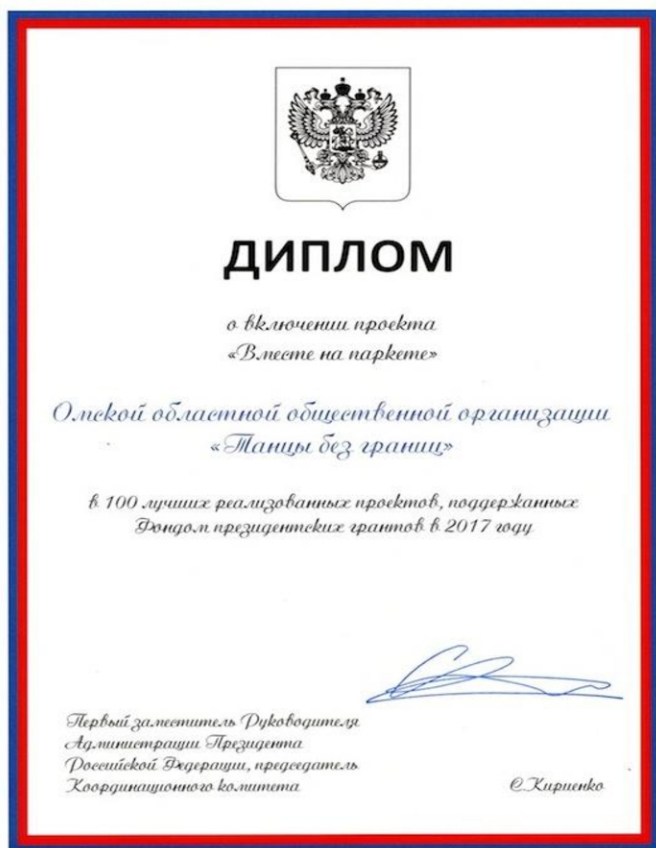 ДИПЛОМ
о включении проекта
«Вместе на паркете»
Омской областной общественной организации
«Танцы без границ»
в 100 лучших реализованных проектов, поддержанных
Фондом президентских грантов в 2017 году
Первый заместитель Руководителя
Администрации Президента
Российской Федерации, председатель
Координационного комитета
С.Кириенко